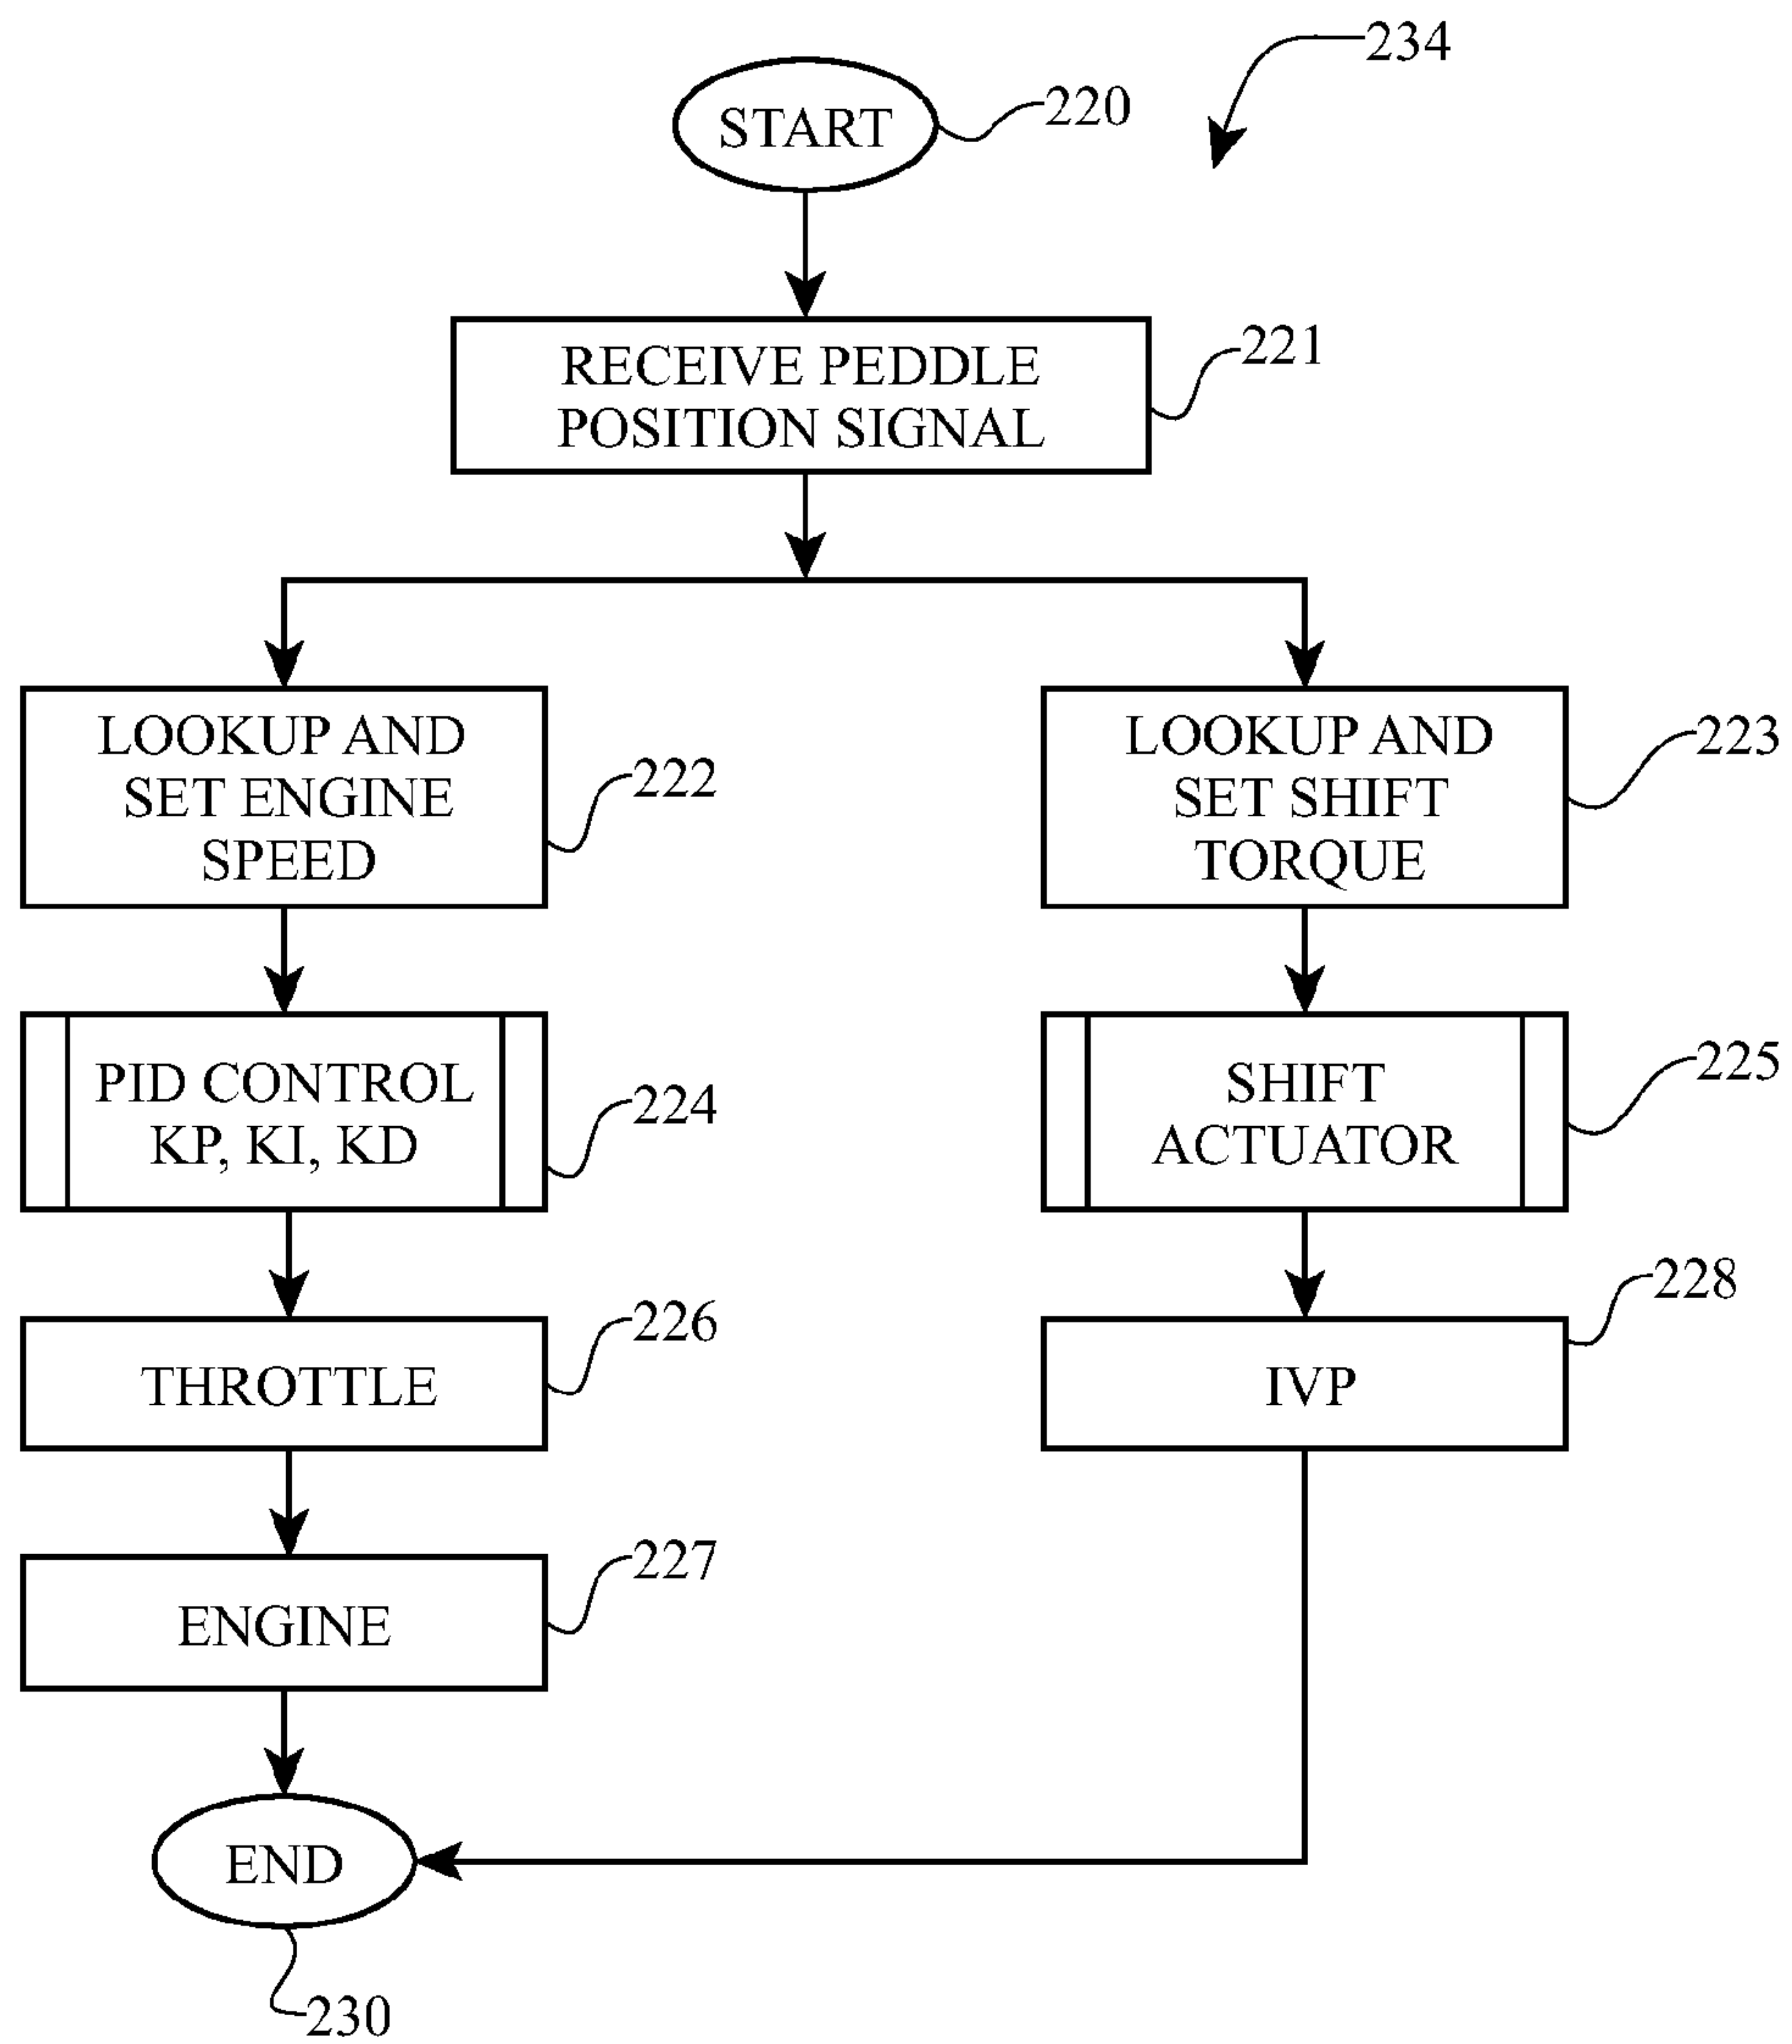 234
START
220
RECEIVE PEDDLE
POSITION SIGNAL
221
LOOKUP AND
SET ENGINE
SPEED
222
LOOKUP AND
SET SHIFT
TORQUE
223
PID CONTROL
KP, KI, KD
224
SHIFT
ACTUATOR
225
THROTTLE
226
IVP
228
ENGINE
227
END
230